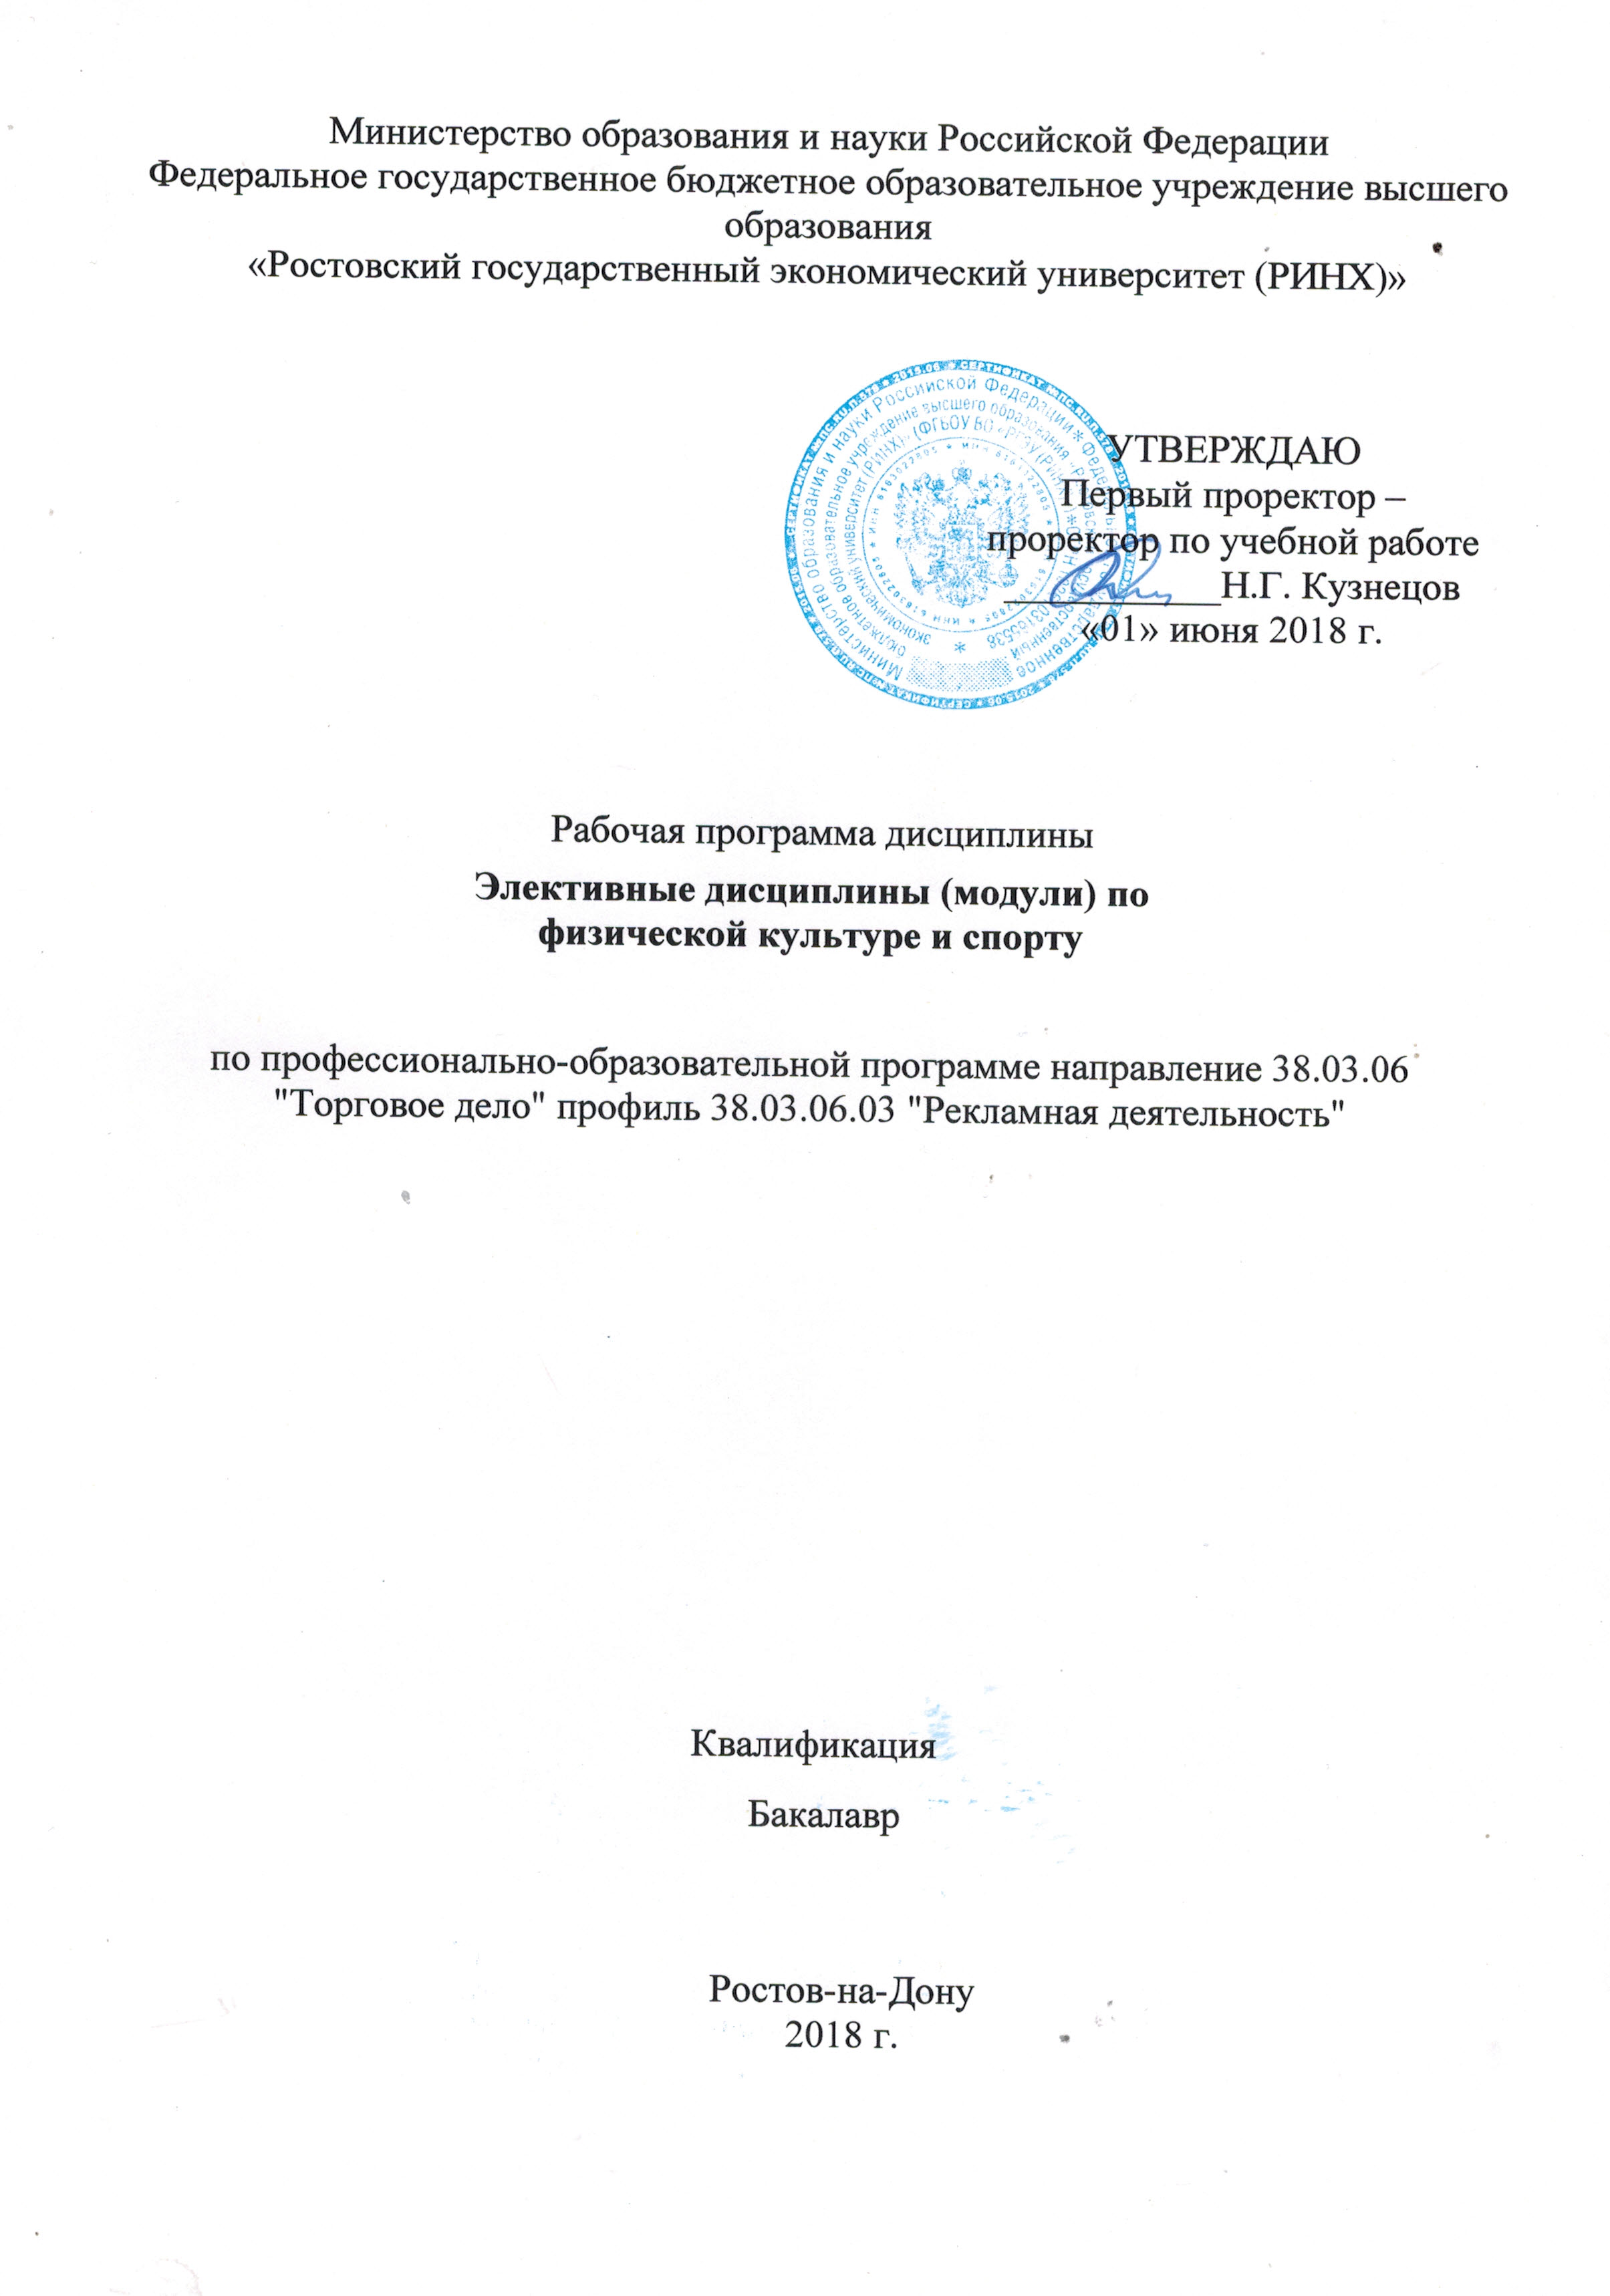 Министерство образования и науки Российской Федерации
Федеральное государственное бюджетное образовательное учреждение высшего
образования
«Ростовский государственный экономический университет (РИНХ)»
УТВЕРЖДАЮ
Первый проректор –
проректор по учебной работе
Н.Г. Кузнецов
«01» июня 2018 г.
Рабочая программа дисциплины
Элективные дисциплины (модули) по
физической культуре и спорту
по профессионально-образовательной программе направление 38.03.06
"Торговое дело" профиль 38.03.06.03 "Рекламная деятельность"
Квалификация
Бакалавр
Ростов-на-Дону
2018 г.